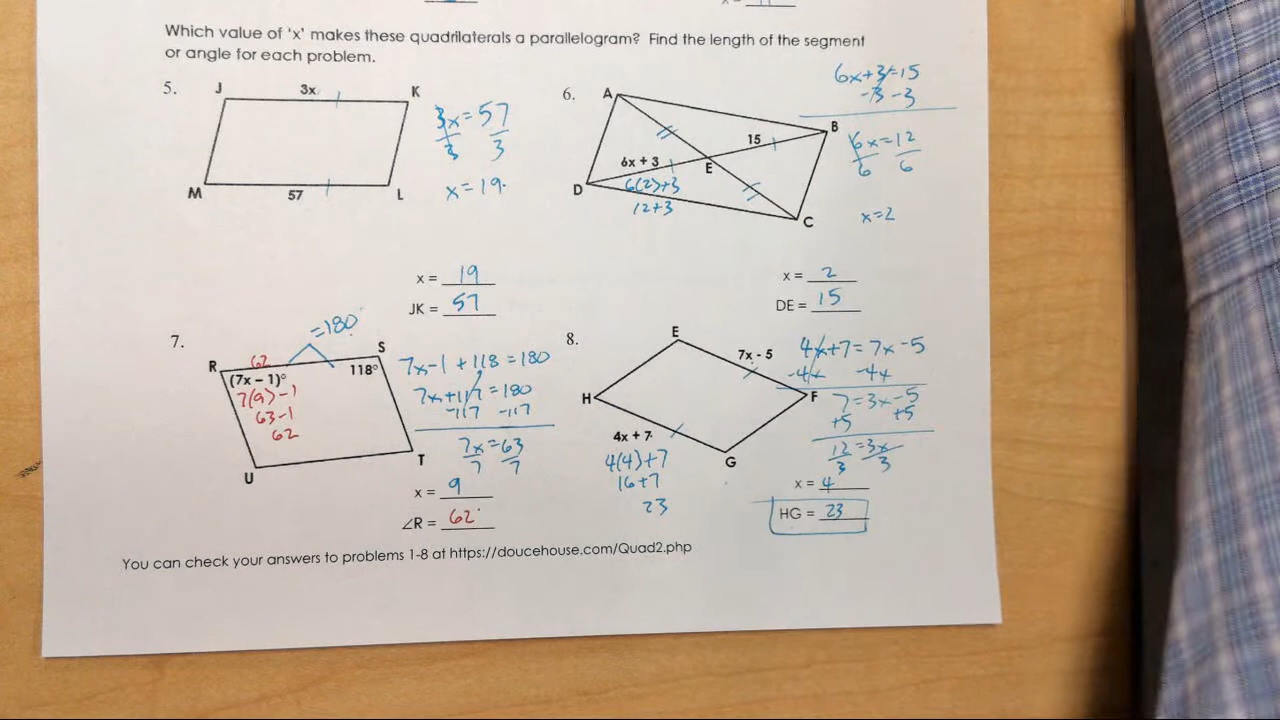 Which value of 'x' makes these quadrilaterals a parallelogram? Find the length of the segment
or angle for each problem.
5.
J
3x
K
M
57
L
3x=57
3 3
x=19.
x = 19
JK = 57
6.
A
B
15
6x + 3
E
D
6(2)+3
12+3
C
6x+3=15
-3 -3
6x=12
6 6
x=2
x = 2
DE = 15
7.
=180°
R
62
S
(7x – 1)°
118°
7(9)-1
63-1
62
U
T
7x-1+118=180
7x+117=180
-117 -117
7x=63
7 7
x = 9
∠R = 62°
8.
E
7x - 5
H
F
4x + 7
G
4(4)+7
16+7
23
4x+7=7x-5
-4x -4x
7=3x-5
+5 +5
12=3x
3 3
x = 4
HG = 23
You can check your answers to problems 1-8 at https://doucehouse.com/Quad2.php